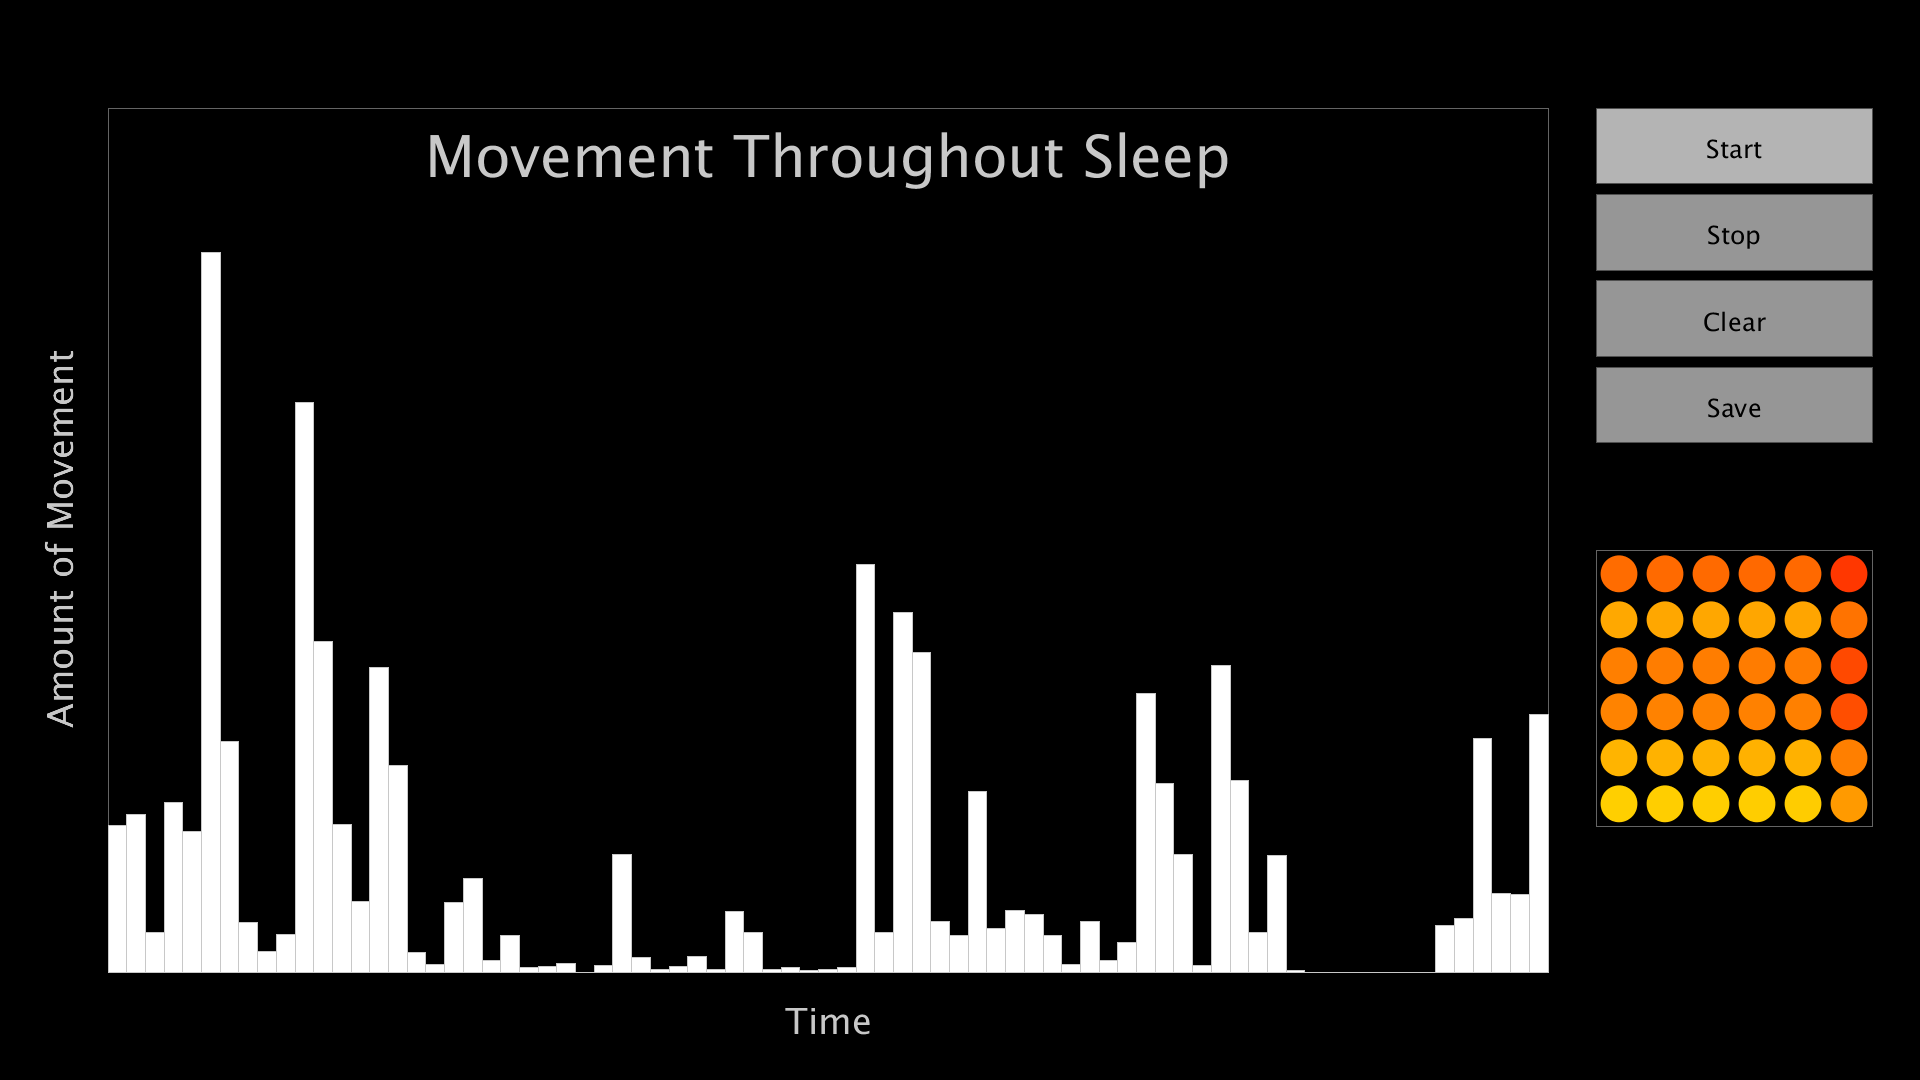 Movement Throughout Sleep
Amount of Movement
Time
Start
Stop
Clear
Save